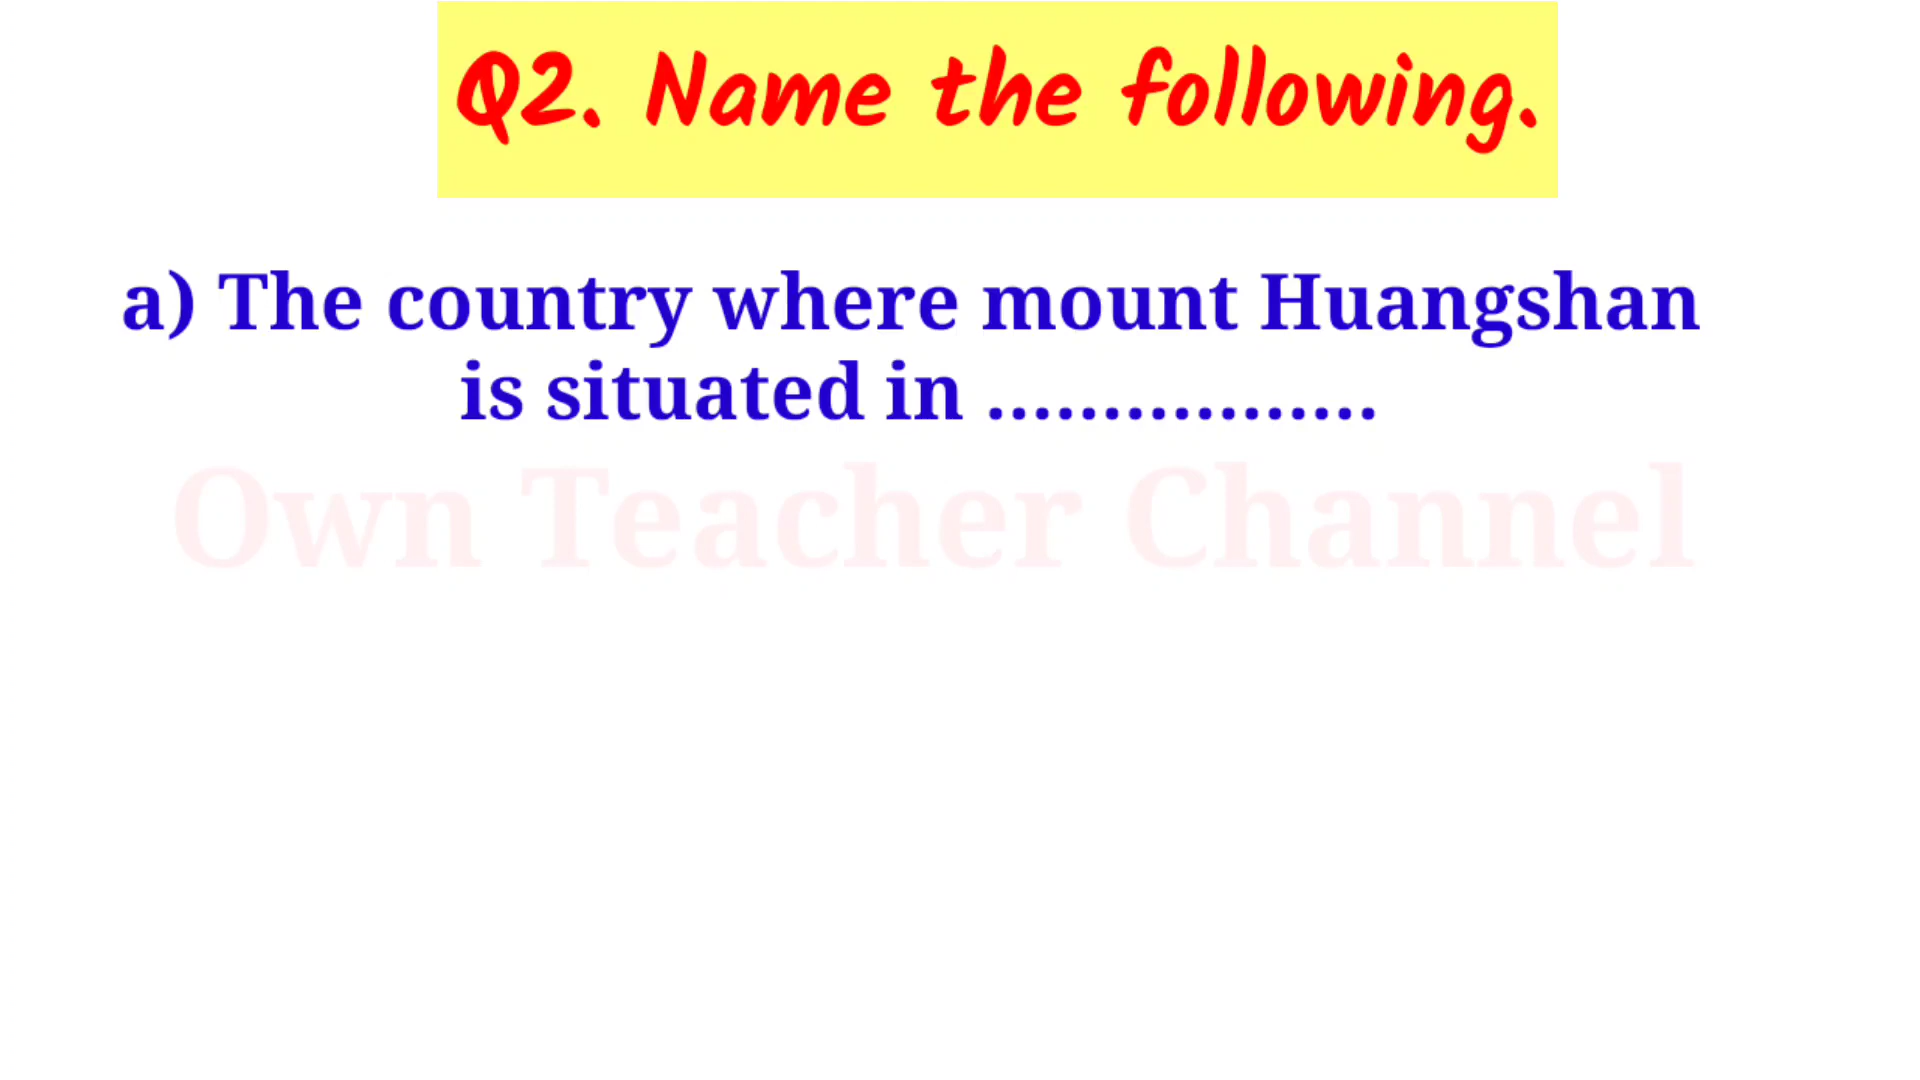 Q2. Name the following.
a) The country where mount Huangshan
is situated in .................
Own Teacher Channel